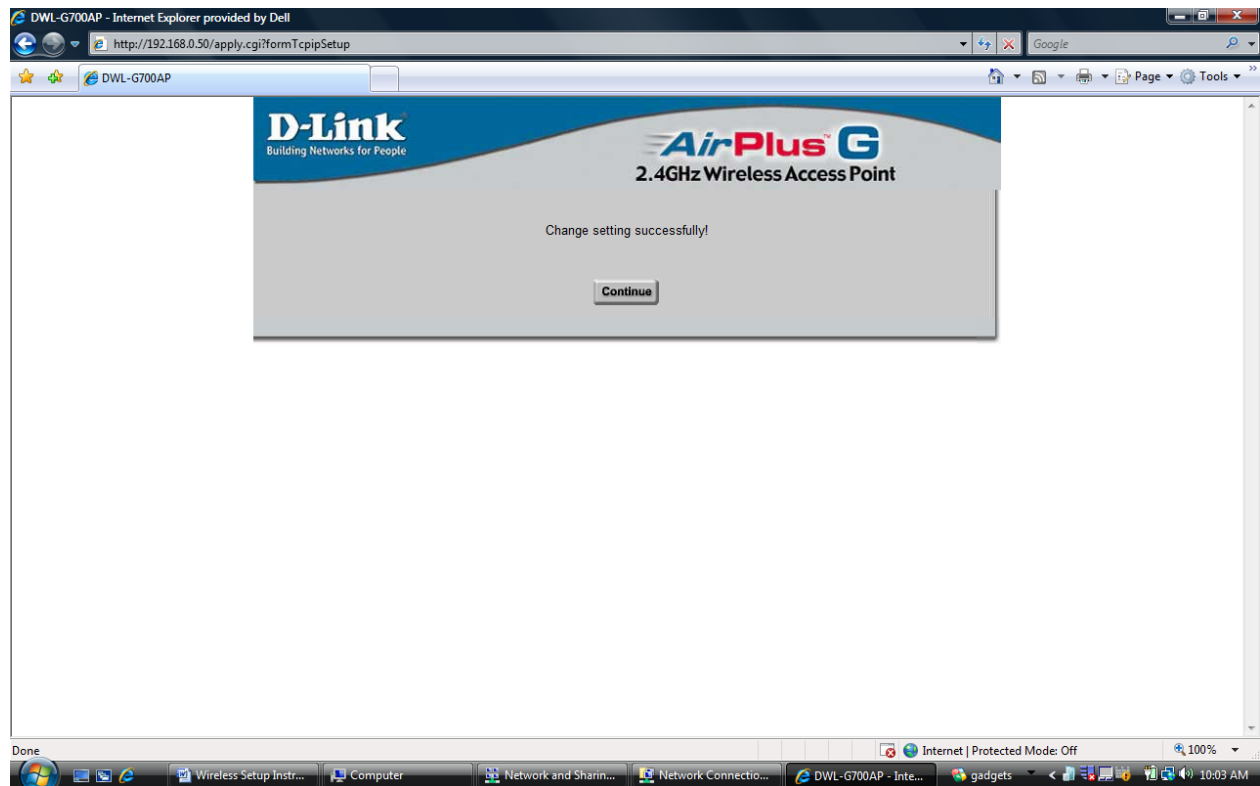 DWL-G700AP - Internet Explorer provided by Dell
http://192.168.0.50/apply.cgi?formTcpipSetup
Google
DWL-G700AP
Page
Tools
D-Link
Building Networks for People
AirPlus™ G
2.4GHz Wireless Access Point
Change setting successfully!
Continue
Done
Internet | Protected Mode: Off
100%
Wireless Setup Instr...
Computer
Network and Sharin...
Network Connectio...
DWL-G700AP - Inte...
gadgets
10:03 AM